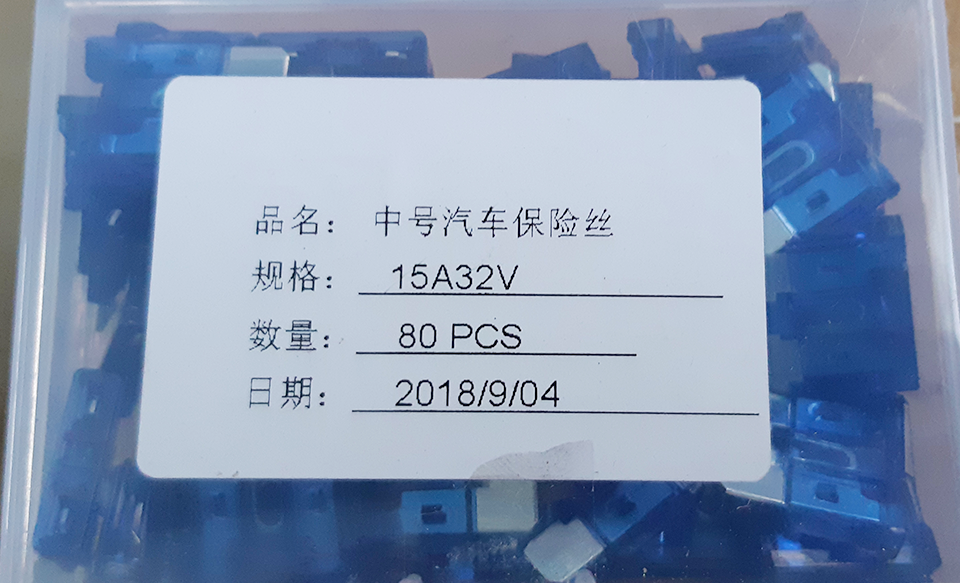 品名：中号汽车保险丝
规格：15A32V
数量：80 PCS
日期：2018/9/04